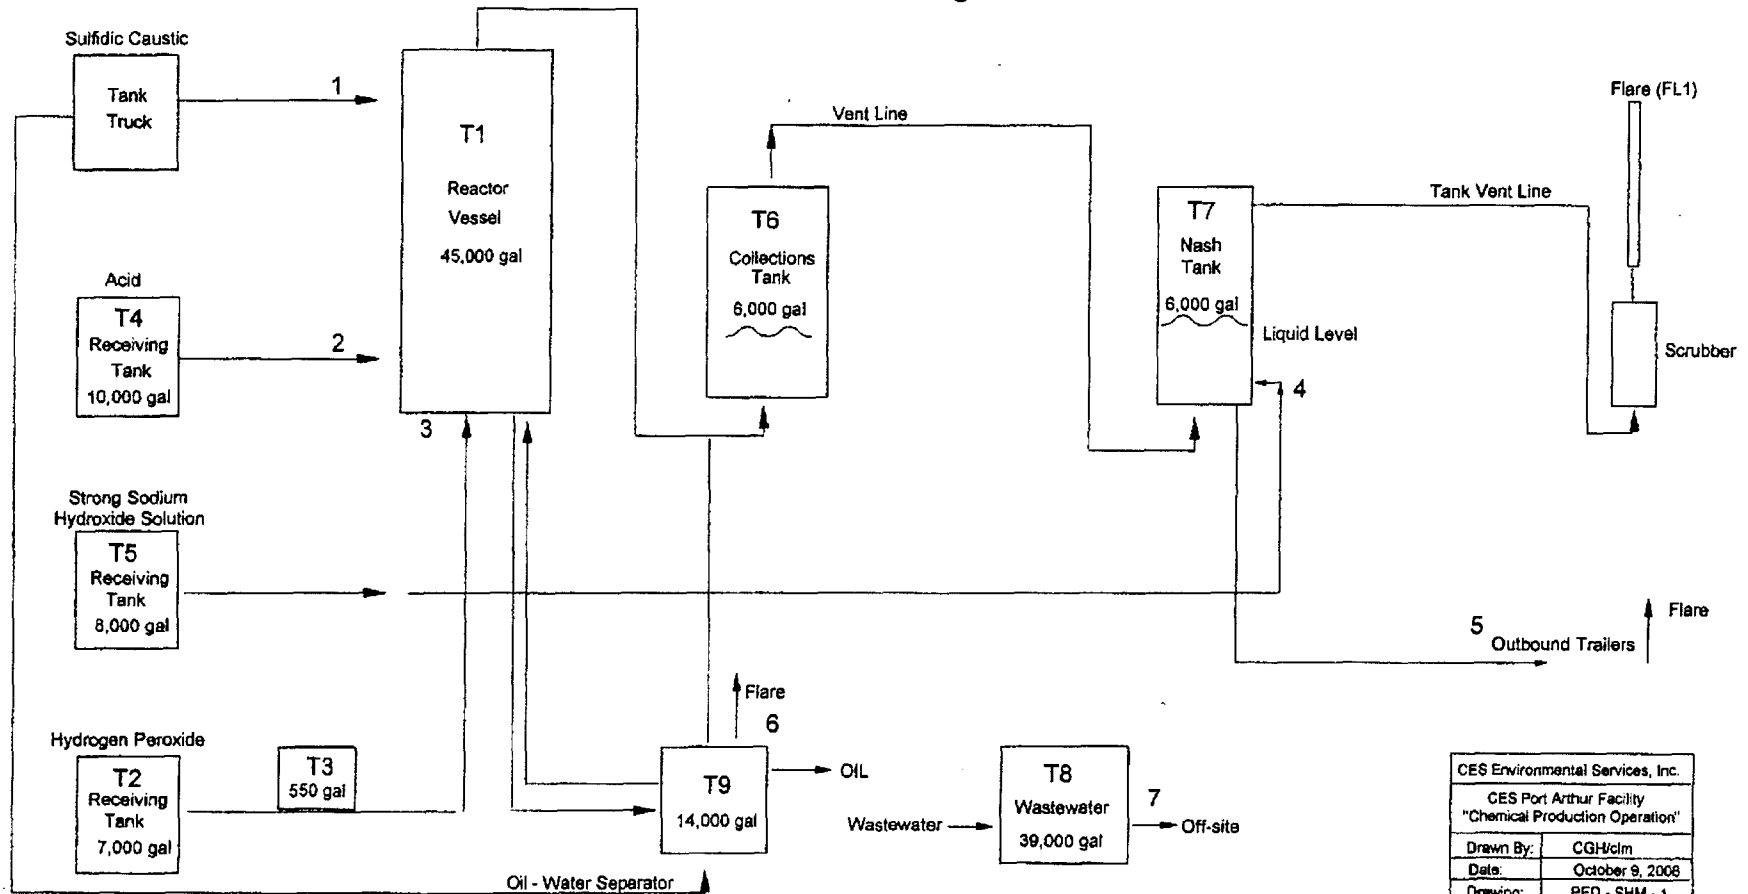 Sulfidic Caustic
Tank
Truck
1
T1
Reactor
Vessel
45,000 gal
Acid
T4
Receiving
Tank
10,000 gal
2
3
Strong Sodium
Hydroxide Solution
T5
Receiving
Tank
8,000 gal
Hydrogen Peroxide
T2
Receiving
Tank
7,000 gal
T3
550 gal
Vent Line
T6
Collections
Tank
6,000 gal
T7
Nash
Tank
6,000 gal
Liquid Level
4
Tank Vent Line
Flare (FL1)
Scrubber
5
Outbound Trailers
Flare
Flare
6
T9
14,000 gal
OIL
Oil - Water Separator
Wastewater
T8
Wastewater
39,000 gal
7
Off-site
CES Environmental Services, Inc.
CES Port Arthur Facility
"Chemical Production Operation"
Drawn By: CGH/clm
Date: October 9, 2008
Drawing: PFD - SHM - 1